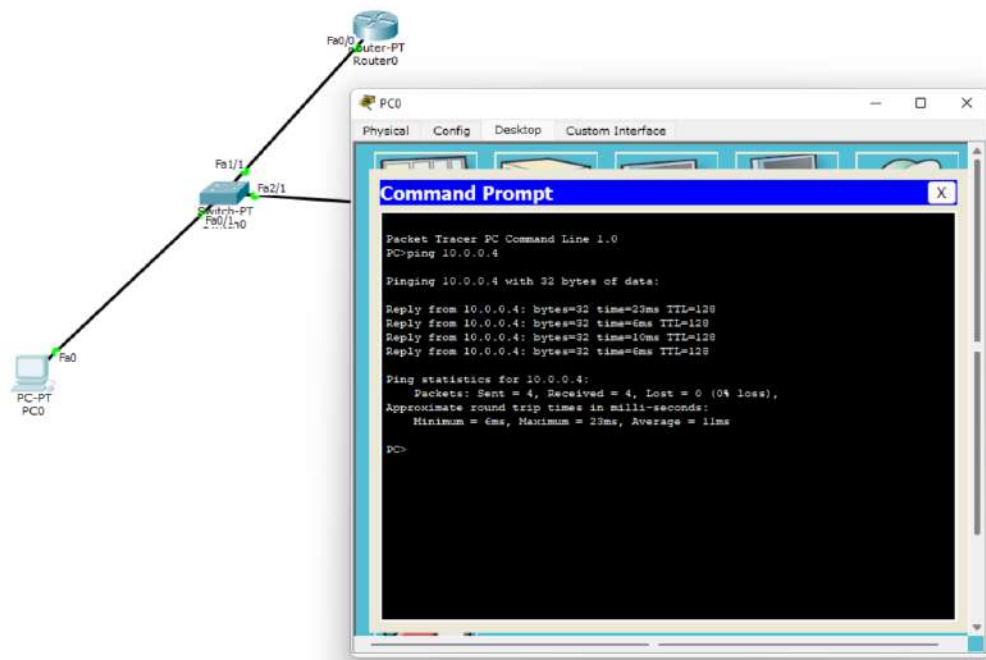 Fa0/0
Router-PT
Router0
Fa1/1
Fa2/1
Switch-PT
Fa0/1
Fa0
PC-PT
PC0
PC0
Physical Config Desktop Custom Interface
Command Prompt
X
Packet Tracer PC Command Line 1.0
PC>ping 10.0.0.4
Pinging 10.0.0.4 with 32 bytes of data:
Reply from 10.0.0.4: bytes=32 time=23ms TTL=128
Reply from 10.0.0.4: bytes=32 time=6ms TTL=128
Reply from 10.0.0.4: bytes=32 time=10ms TTL=128
Reply from 10.0.0.4: bytes=32 time=6ms TTL=128
Ping statistics for 10.0.0.4:
Packets: Sent = 4, Received = 4, Lost = 0 (0% loss),
Approximate round trip times in milli-seconds:
Minimum = 6ms, Maximum = 23ms, Average = 11ms
PC>